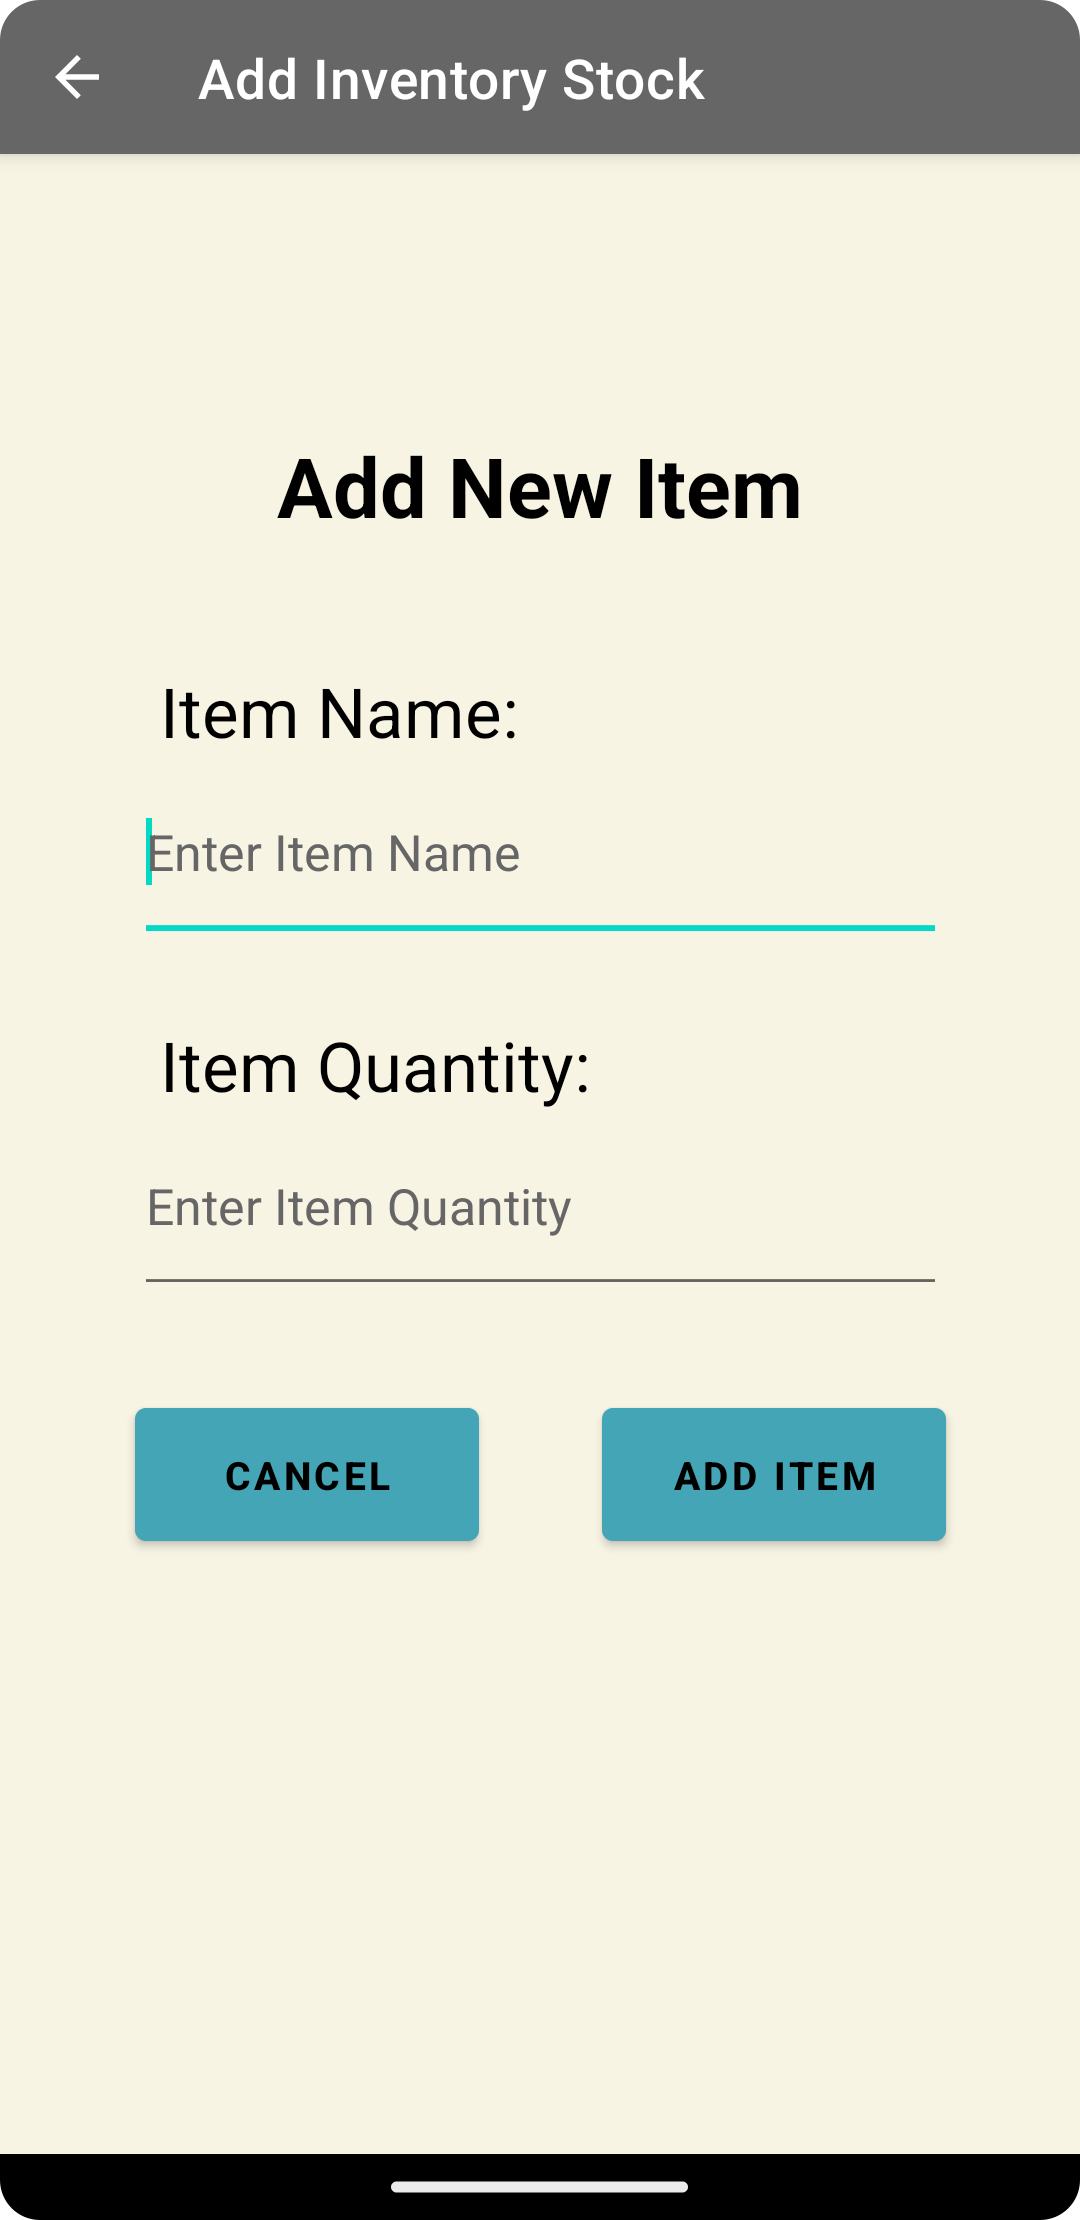 Add Inventory Stock
Add New Item
Item Name:
Enter Item Name
Item Quantity:
Enter Item Quantity
CANCEL
ADD ITEM